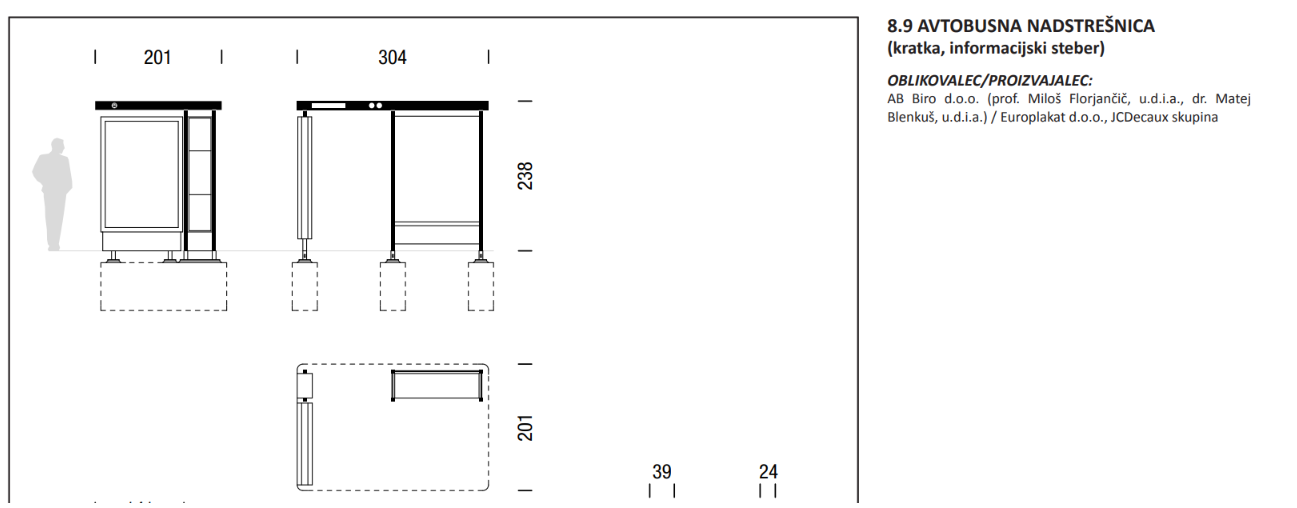 201
304
238
201
39
24
8.9 AVTOBUSNA NADSTREŠNICA
(kratka, informacijski steber)
OBLIKOVALEC/PROIZVAJALEC:
AB Biro d.o.o. (prof. Miloš Florjančič, u.d.i.a., dr. Matej
Blenkuš, u.d.i.a.) / Europlakat d.o.o., JCDecaux skupina